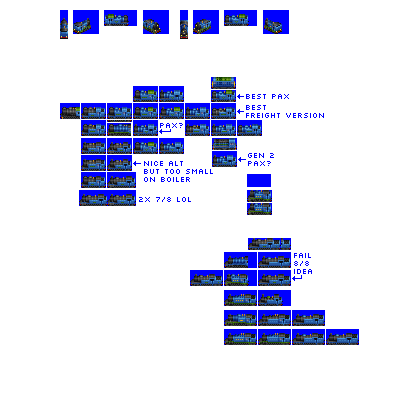 BEST PAX
BEST
FREIGHT VERSION
PAX?
GEN 2
PAX?
NICE ALT
BUT TOO SMALL
ON BOILER
2X 7/8 LOL
FAIL
8/8
IDEA